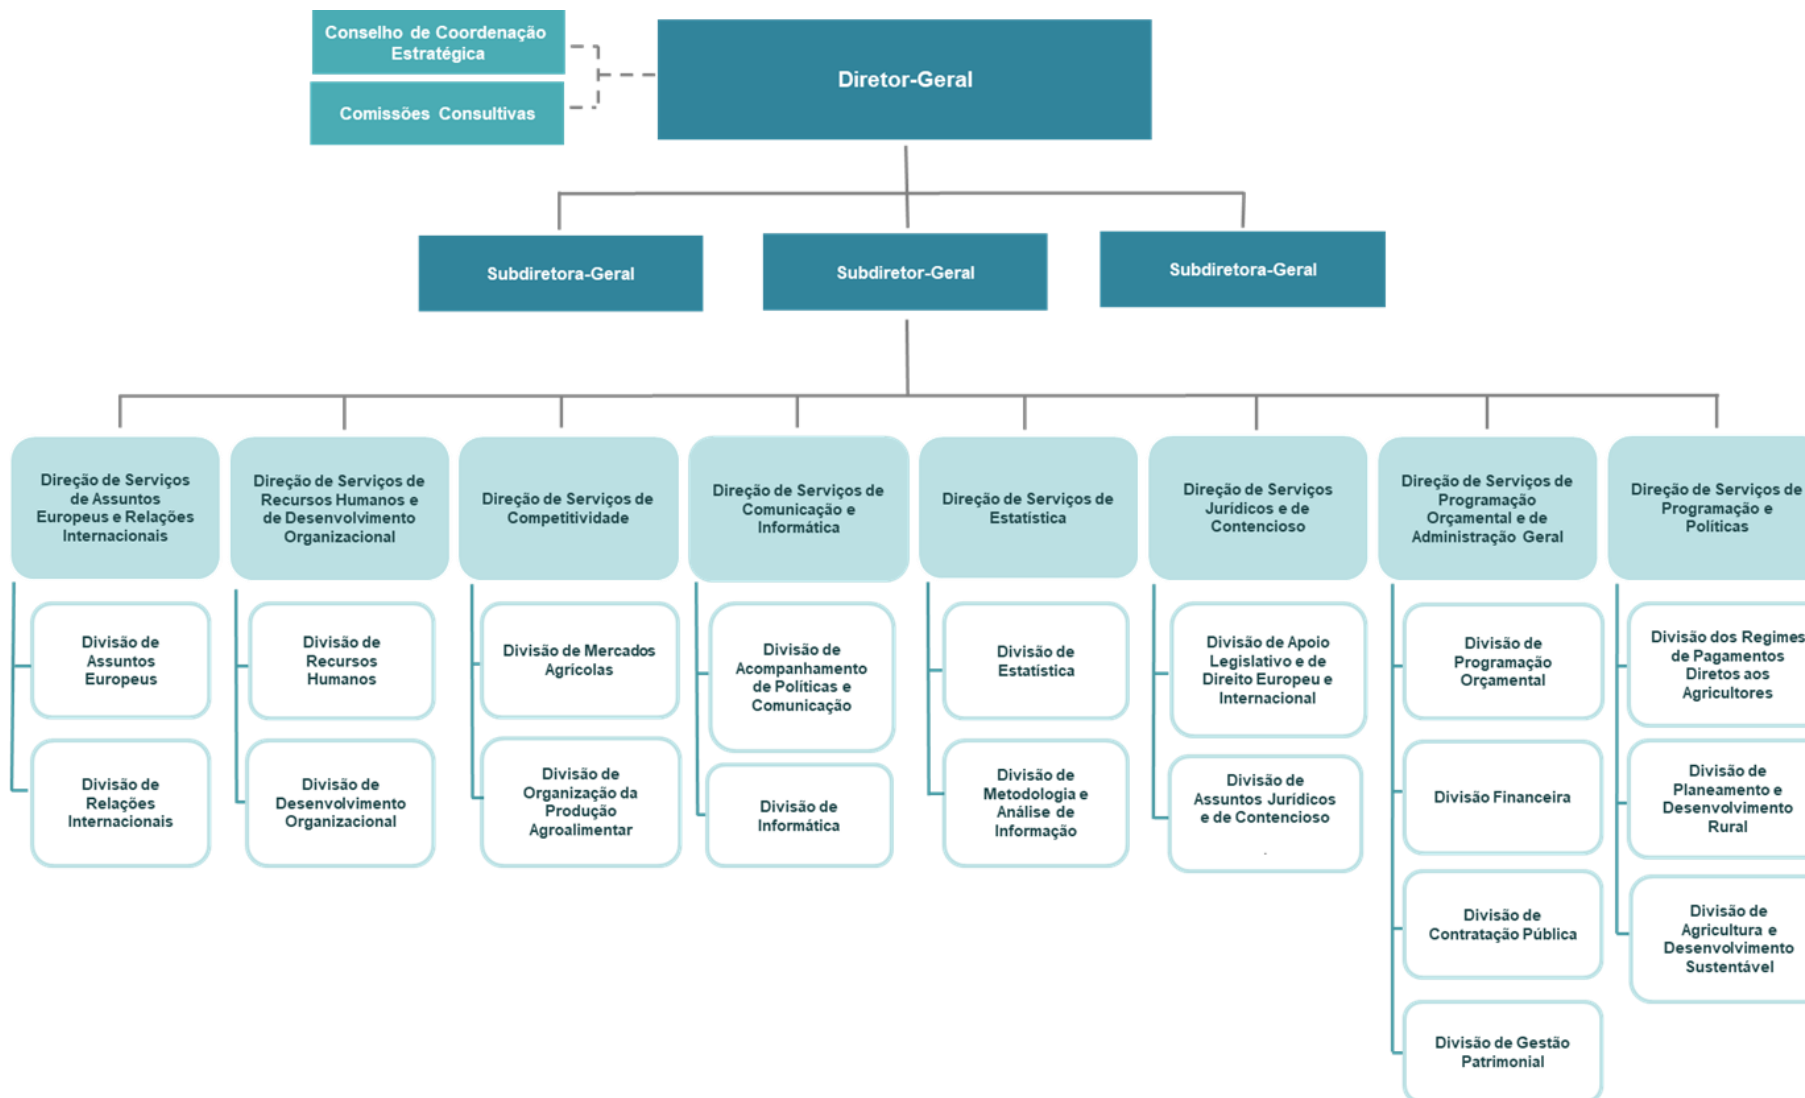 Conselho de Coordenação
Estratégica
Comissões Consultivas
Diretor-Geral
Subdiretora-Geral
Subdiretor-Geral
Subdiretora-Geral
Direção de Serviços
de Assuntos
Europeus e Relações
Internacionais
Divisão de
Assuntos
Europeus
Divisão de
Relações
Internacionais
Direção de Serviços de
Recursos Humanos e
de Desenvolvimento
Organizacional
Divisão de
Recursos
Humanos
Divisão de
Desenvolvimento
Organizacional
Direção de Serviços de
Competitividade
Divisão de Mercados
Agrícolas
Divisão de
Organização da
Produção
Agroalimentar
Direção de Serviços de
Comunicação e
Informática
Divisão de
Acompanhamento
de Políticas e
Comunicação
Divisão de
Informática
Direção de Serviços de
Estatística
Divisão de
Estatística
Divisão de
Metodologia e
Análise de
Informação
Direção de Serviços
Jurídicos e de
Contencioso
Divisão de Apoio
Legislativo e de
Direito Europeu e
Internacional
Divisão de
Assuntos Jurídicos
e de Contencioso
.
Direção de Serviços de
Programação
Orçamental e de
Administração Geral
Divisão de
Programação
Orçamental
Divisão Financeira
Divisão de
Contratação Pública
Divisão de Gestão
Patrimonial
Direção de Serviços de
Programação e
Políticas
Divisão dos Regimes
de Pagamentos
Diretos aos
Agricultores
Divisão de
Planeamento e
Desenvolvimento
Rural
Divisão de
Agricultura e
Desenvolvimento
Sustentável